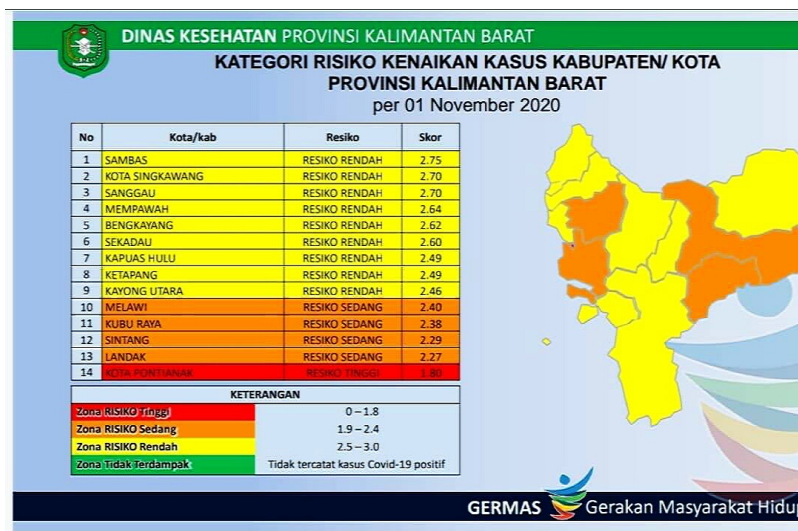 DINAS KESEHATAN PROVINSI KALIMANTAN BARAT
KATEGORI RISIKO KENAIKAN KASUS KABUPATEN/ KOTA
PROVINSI KALIMANTAN BARAT
per 01 November 2020
No Kota/kab Resiko Skor
1 SAMBAS RESIKO RENDAH 2.75
2 KOTA SINGKAWANG RESIKO RENDAH 2.70
3 SANGGAU RESIKO RENDAH 2.70
4 MEMPAWAH RESIKO RENDAH 2.64
5 BENGKAYANG RESIKO RENDAH 2.62
6 SEKADAU RESIKO RENDAH 2.60
7 KAPUAS HULU RESIKO RENDAH 2.49
8 KETAPANG RESIKO RENDAH 2.49
9 KAYONG UTARA RESIKO RENDAH 2.46
10 MELAWI RESIKO SEDANG 2.40
11 KUBU RAYA RESIKO SEDANG 2.38
12 SINTANG RESIKO SEDANG 2.29
13 LANDAK RESIKO SEDANG 2.27
14 KOTA PONTIANAK RESIKO TINGGI 1.80
KETERANGAN
Zona RISIKO Tinggi 0 – 1.8
Zona RISIKO Sedang 1.9 – 2.4
Zona RISIKO Rendah 2.5 – 3.0
Zona Tidak Terdampak Tidak tercatat kasus Covid-19 positif
GERMAS Gerakan Masyarakat Hidu